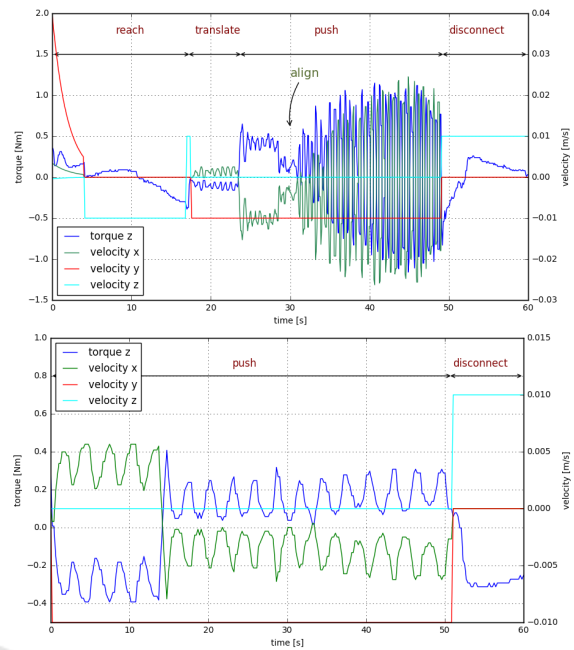 2.0
1.5
1.0
0.5
0.0
−0.5
−1.0
−1.5
torque [Nm]
reach
translate
push
disconnect
align
torque z
velocity x
velocity y
velocity z
0.04
0.03
0.02
0.01
0.00
−0.01
−0.02
−0.03
velocity [m/s]
0 10 20 30 40 50 60
time [s]
1.0
0.8
0.6
0.4
0.2
0.0
−0.2
−0.4
torque [Nm]
torque z
velocity x
velocity y
velocity z
push
disconnect
0.015
0.010
0.005
0.000
−0.005
−0.010
velocity [m/s]
0 10 20 30 40 50 60
time [s]